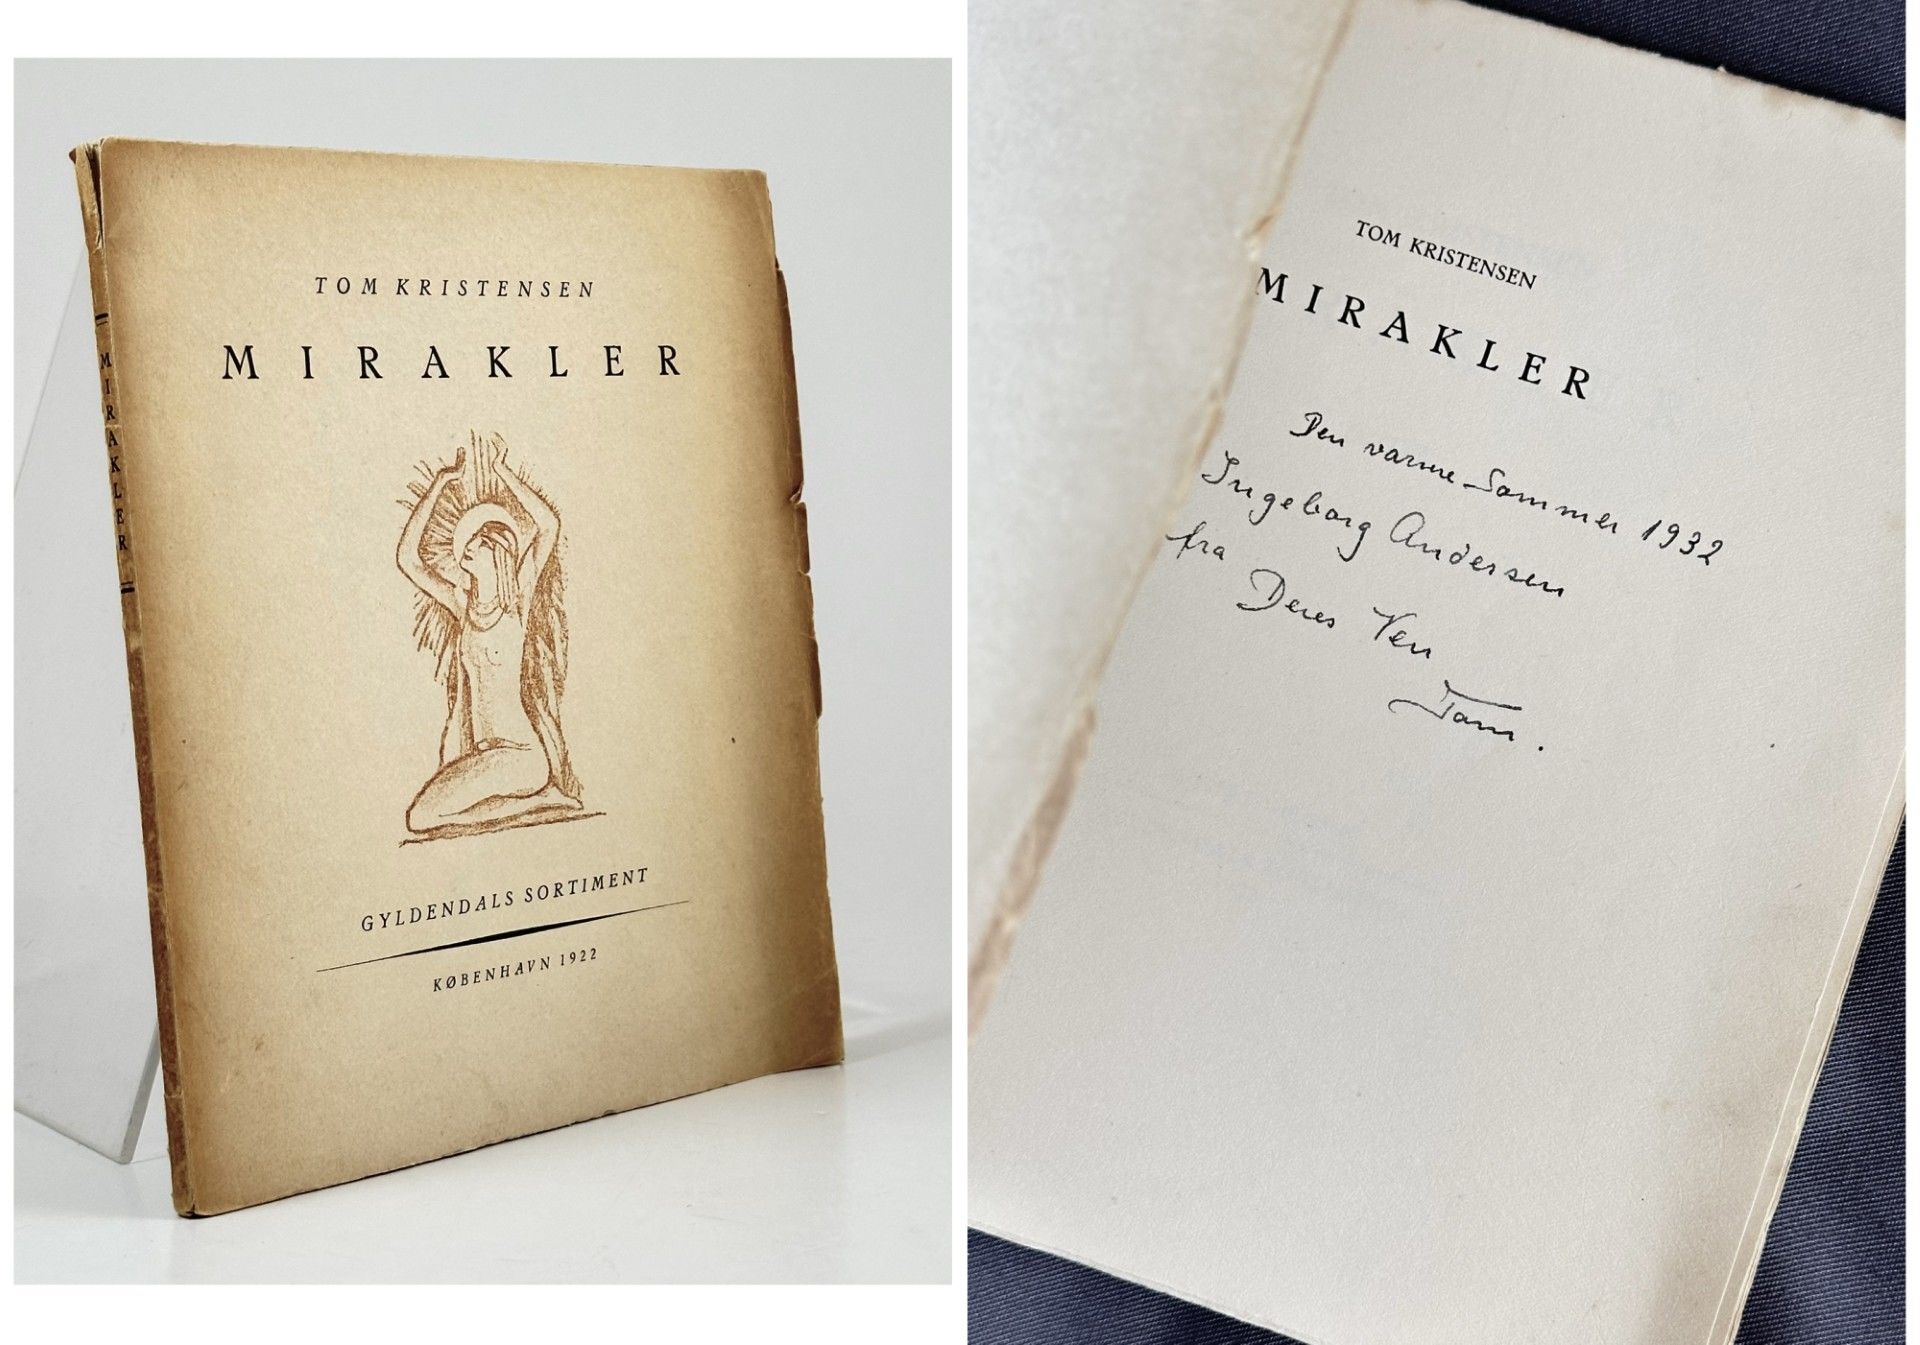 TOM KRISTENSEN
MIRAKLER
GYLDENDALS SORTIMENT
KØBENHAVN 1922
MIRAKLER
TOM KRISTENSEN
MIRAKLER
Den varme Sommer 1932
Ingeborg Andersen
fra
Deres Ven
Tom.